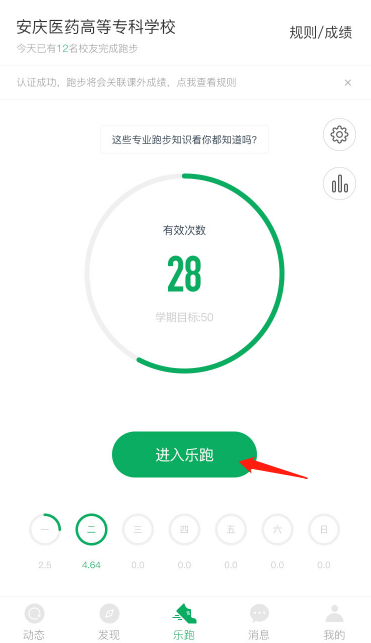 安庆医药高等专科学校
规则/成绩
今天已有12名校友完成跑步
认证成功，跑步将会关联课外成绩，点我查看规则 ×
这些专业跑步知识看你都知道吗?
有效次数
28
学期目标:50
进入乐跑
一 二 三 四 五 六 日
2.5 4.64 0.0 0.0 0.0 0.0 0.0
动态 发现 乐跑 消息 我的